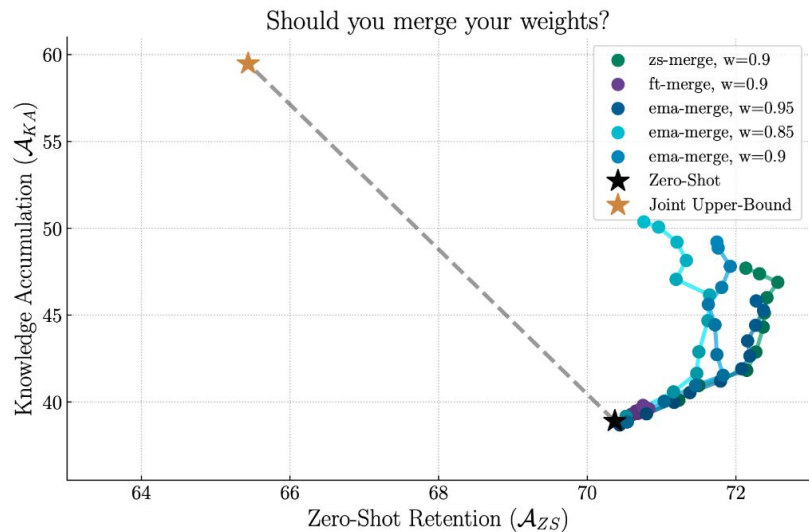 Should you merge your weights?
Knowledge Accumulation (𝒜_KA)
60
55
50
45
40
zs-merge, w=0.9
ft-merge, w=0.9
ema-merge, w=0.95
ema-merge, w=0.85
ema-merge, w=0.9
Zero-Shot
Joint Upper-Bound
64 66 68 70 72
Zero-Shot Retention (𝒜_ZS)